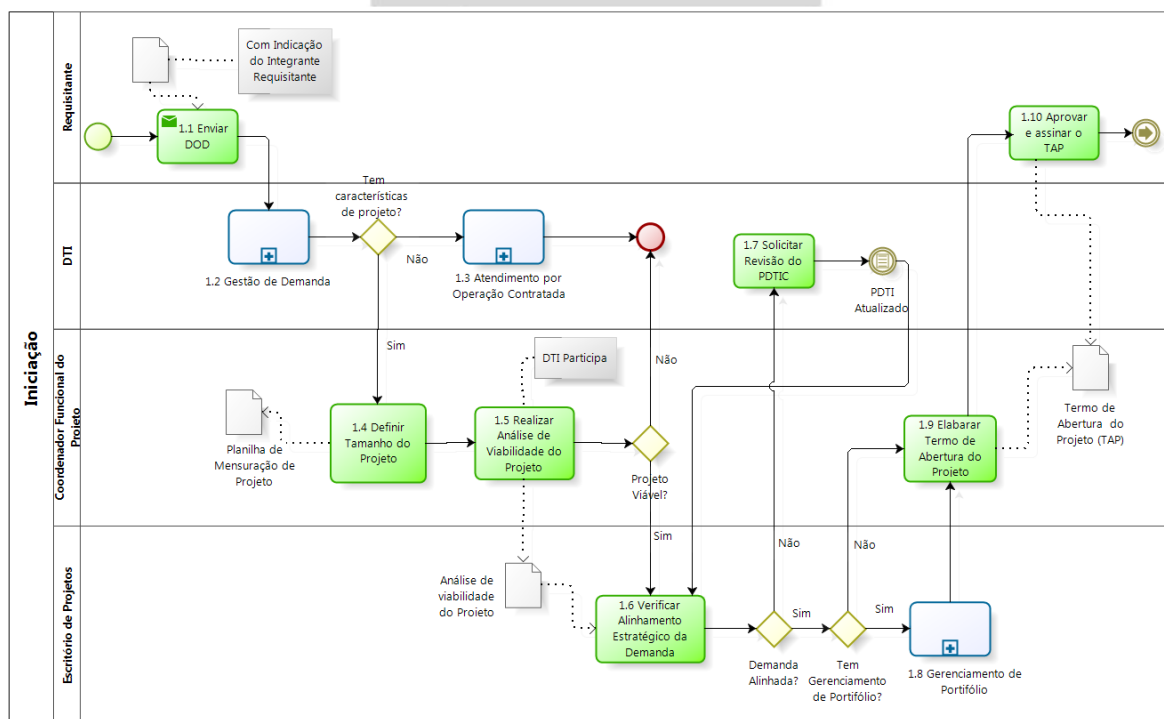 Iniciação
Requisitante
Com Indicação
do Integrante
Requisitante
1.1 Enviar
DOD
1.10 Aprovar
e assinar o
TAP
DTI
Tem
características
de projeto?
1.2 Gestão de Demanda
Não
1.3 Atendimento por
Operação Contratada
1.7 Solicitar
Revisão do
PDTIC
PDTI
Atualizado
Coordenador Funcional do
Projeto
Sim
DTI Participa
Não
Planilha de
Mensuração de
Projeto
1.4 Definir
Tamanho do
Projeto
1.5 Realizar
Análise de
Viabilidade do
Projeto
Projeto
Viável?
1.9 Elabarar
Termo de
Abertura do
Projeto
Termo de
Abertura do
Projeto (TAP)
Escritório de Projetos
Sim
Não
Não
Análise de
viabilidade
do Projeto
1.6 Verificar
Alinhamento
Estratégico da
Demanda
Sim
Sim
Demanda
Alinhada?
Tem
Gerenciamento
de Portifólio?
1.8 Gerenciamento de
Portifólio